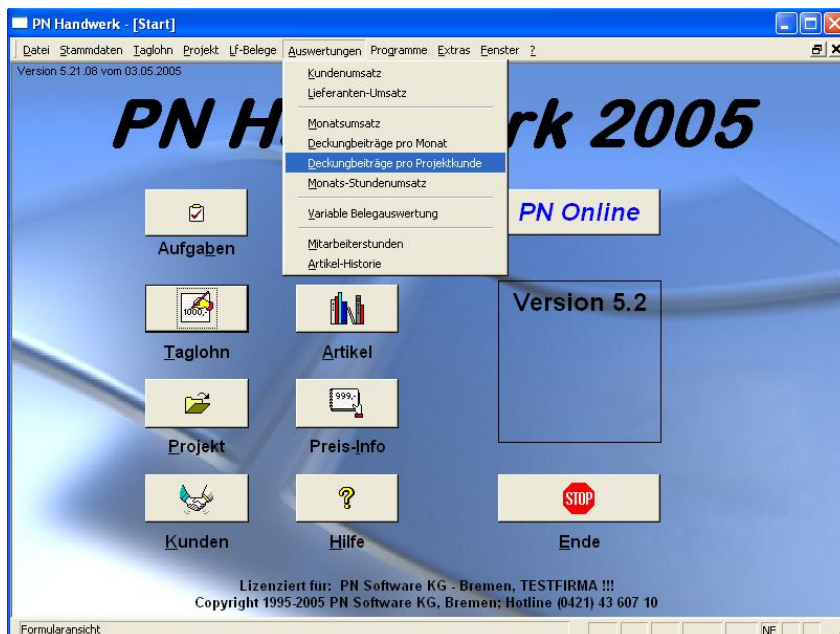 PN Handwerk - [Start]
Datei Stammdaten Taglohn Projekt Lf-Belege Auswertungen Programme Extras Fenster ?
Version 5.21.08 vom 03.05.2005
Kundenumsatz
Lieferanten-Umsatz
Monatsumsatz
Deckungbeiträge pro Monat
Deckungbeiträge pro Projektkunde
Monats-Stundenumsatz
Variable Belegauswertung
Mitarbeiterstunden
Artikel-Historie
PN H rk 2005
PN Online
Aufgaben
Version 5.2
1000,-
Taglohn
Artikel
999,-
Projekt
Preis-Info
STOP
Kunden
Hilfe
Ende
Lizenziert für: PN Software KG - Bremen, TESTFIRMA !!!
Copyright 1995-2005 PN Software KG, Bremen; Hotline (0421) 43 607 10
Formularansicht
NF